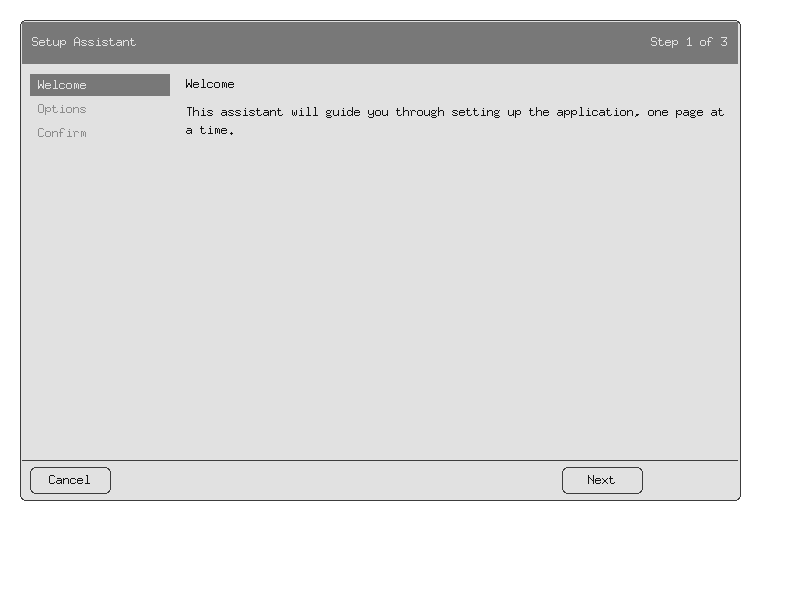 Setup Assistant
Step 1 of 3
Welcome
Options
Confirm
Welcome
This assistant will guide you through setting up the application, one page at
a time.
Cancel
Next